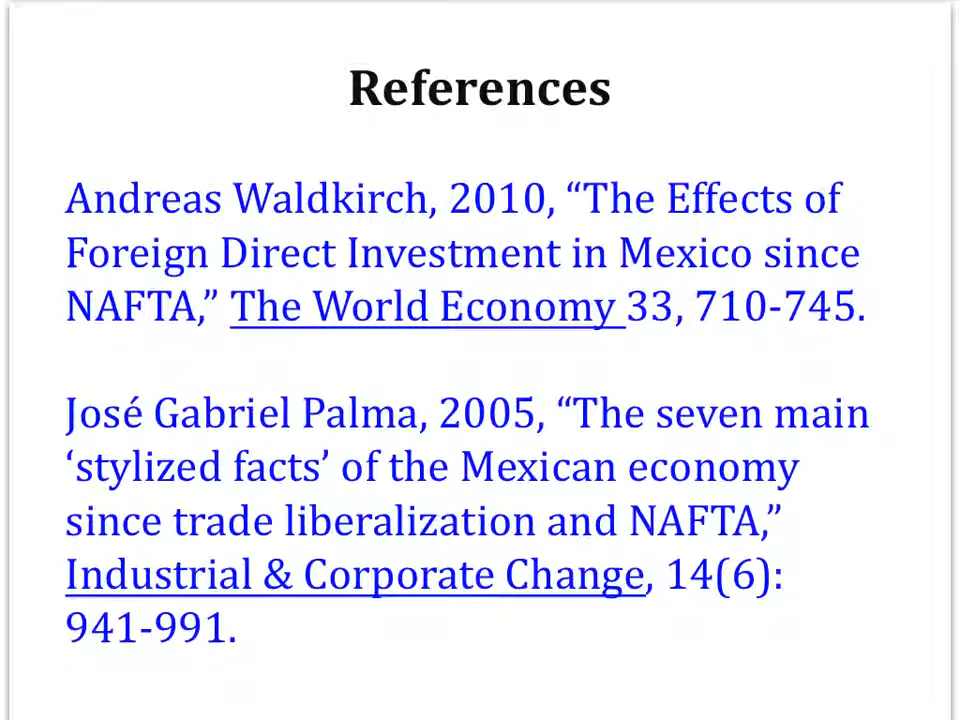 References
Andreas Waldkirch, 2010, “The Effects of
Foreign Direct Investment in Mexico since
NAFTA,” The World Economy 33, 710-745.
José Gabriel Palma, 2005, “The seven main
‘stylized facts’ of the Mexican economy
since trade liberalization and NAFTA,”
Industrial & Corporate Change, 14(6):
941-991.